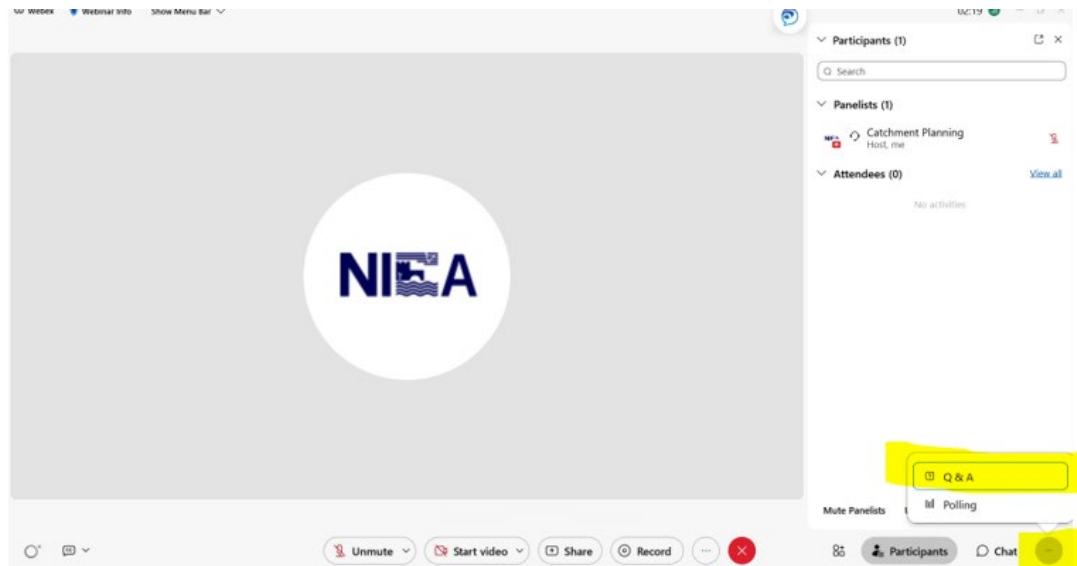 Webex Webinar Info Show Menu Bar
02:19
Participants (1)
Search
Panelists (1)
Catchment Planning
Host, me
Attendees (0) View all
No activities
NIEA
Q & A
Polling
Mute Panelists
Unmute Start video Share Record Participants Chat